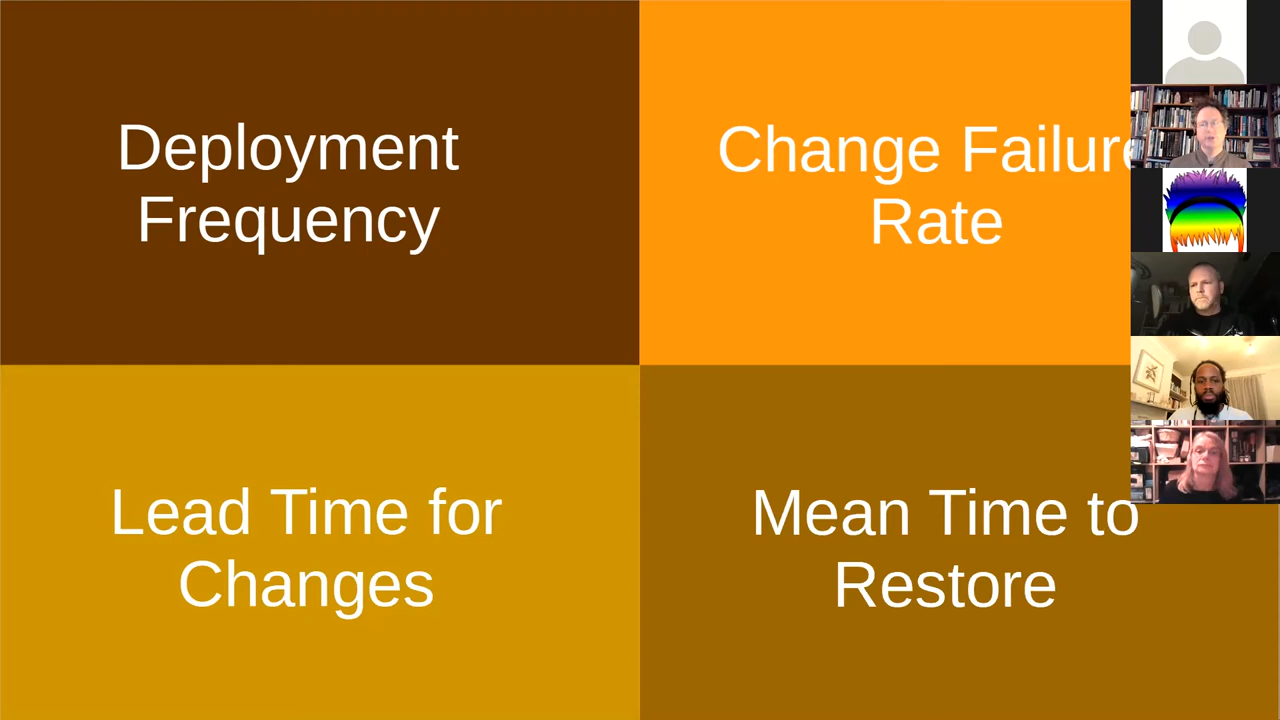 Deployment
Frequency
Change Failure
Rate
Lead Time for
Changes
Mean Time to
Restore